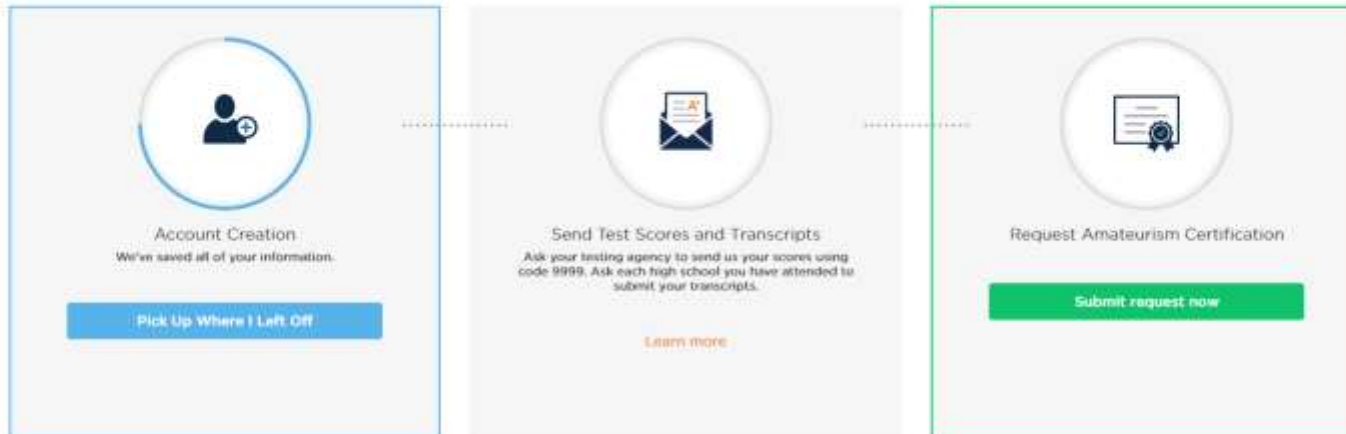 Account Creation
We've saved all of your information.
Pick Up Where I Left Off
A+
Send Test Scores and Transcripts
Ask your testing agency to send us your scores using
code 9999. Ask each high school you have attended to
submit your transcripts.
Learn more
Request Amateurism Certification
Submit request now